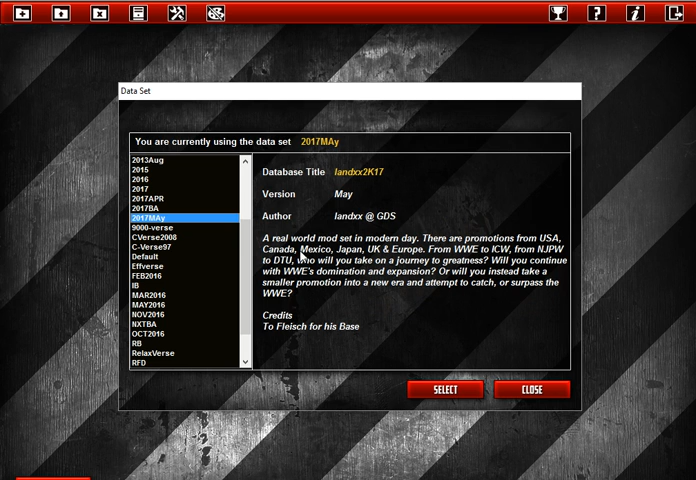 Data Set
You are currently using the data set 2017MAy
2013Aug
2015
2016
2017
2017APR
2017BA
2017MAy
9000-verse
CVerse2008
C-Verse97
Default
Effverse
FEB2016
IB
MAR2016
MAY2016
NOV2016
NXTBA
OCT2016
RB
RelaxVerse
RFD
Database Title landxx2K17
Version May
Author landxx @ GDS
A real world mod set in modern day. There are promotions from USA,
Canada, Mexico, Japan, UK & Europe. From WWE to ICW, from NJPW
to DTU, who will you take on a journey to greatness? Will you continue
with WWE's domination and expansion? Or will you instead take a
smaller promotion into a new era and attempt to catch, or surpass the
WWE?
Credits
To Fleisch for his Base
SELECT
CLOSE